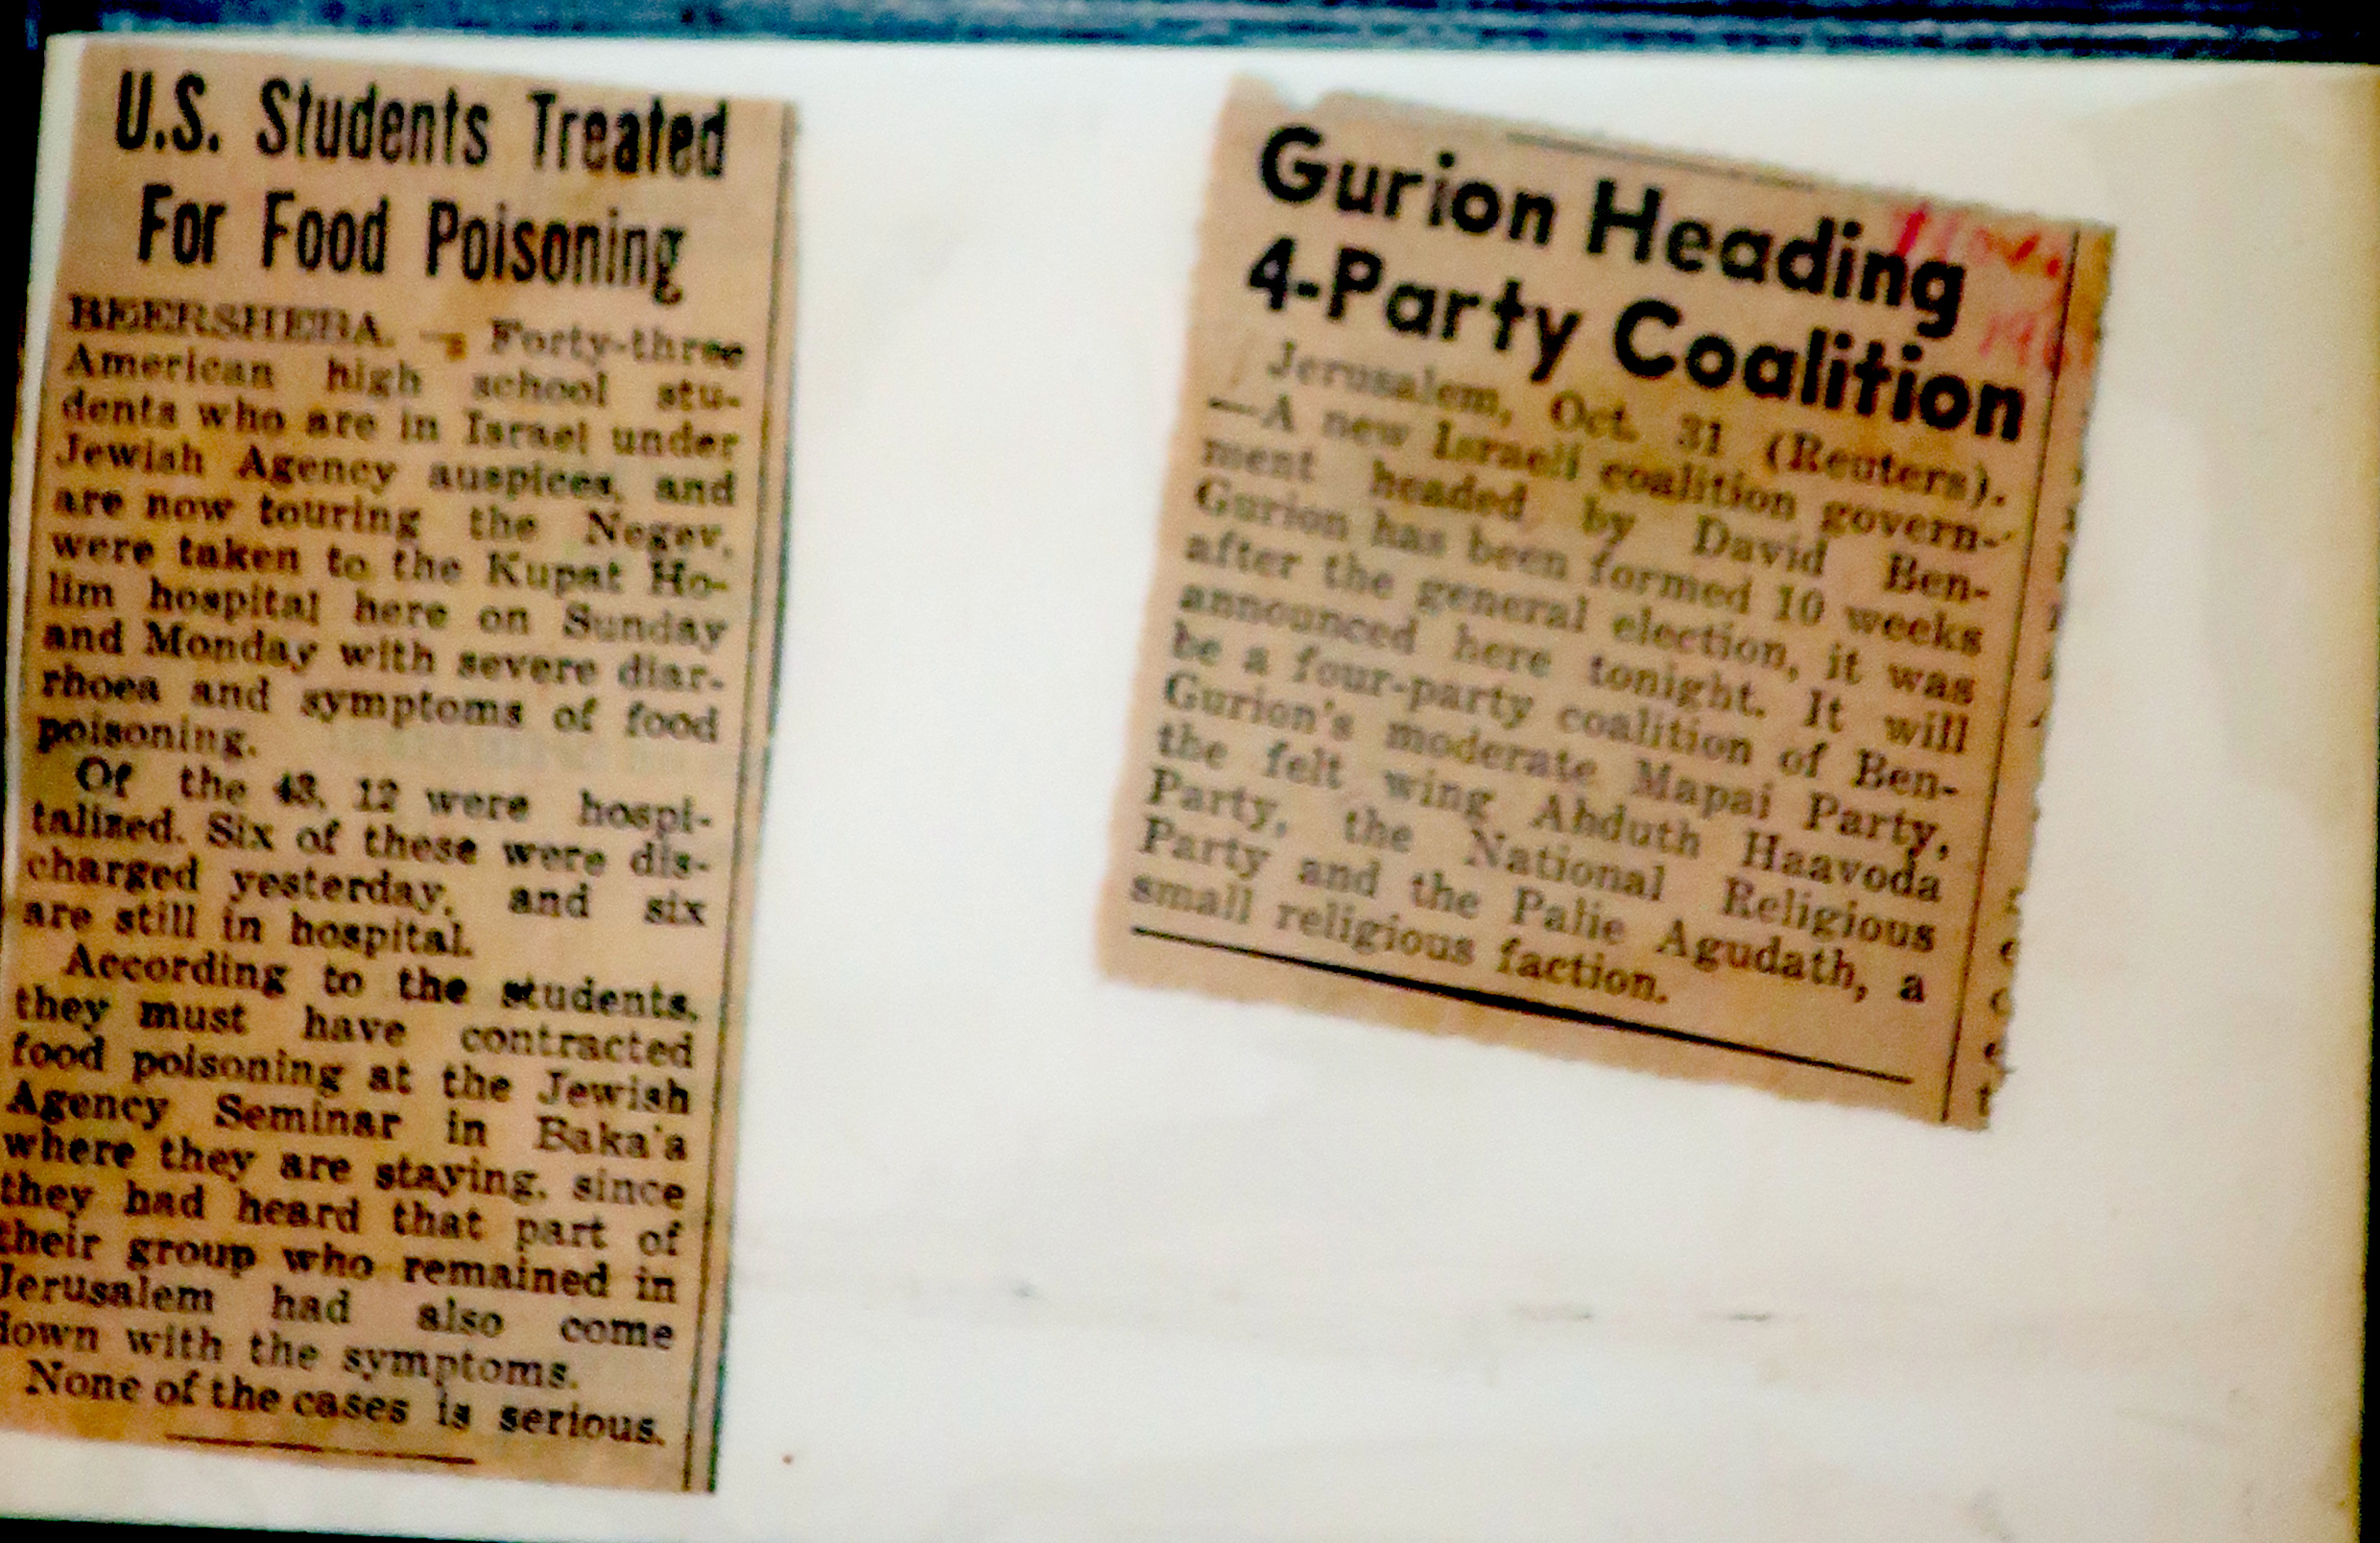 U.S. Students Treated
For Food Poisoning
BEERSHEBA. — Forty-three
American high school stu-
dents who are in Israel under
Jewish Agency auspices, and
are now touring the Negev,
were taken to the Kupat Ho-
lim hospital here on Sunday
and Monday with severe diar-
rhoea and symptoms of food
poisoning.
Of the 43, 12 were hospi-
talized. Six of these were dis-
charged yesterday, and six
are still in hospital.
According to the students,
they must have contracted
food poisoning at the Jewish
Agency Seminar in Baka'a
where they are staying, since
they had heard that part of
their group who remained in
Jerusalem had also come
down with the symptoms.
None of the cases is serious.
Gurion Heading
4-Party Coalition
Jerusalem, Oct. 31 (Reuters).
—A new Israeli coalition govern-
ment headed by David Ben-
Gurion has been formed 10 weeks
after the general election, it was
announced here tonight. It will
be a four-party coalition of Ben-
Gurion's moderate Mapai Party,
the felt wing Ahduth Haavoda
Party, the National Religious
Party and the Palie Agudath, a
small religious faction.